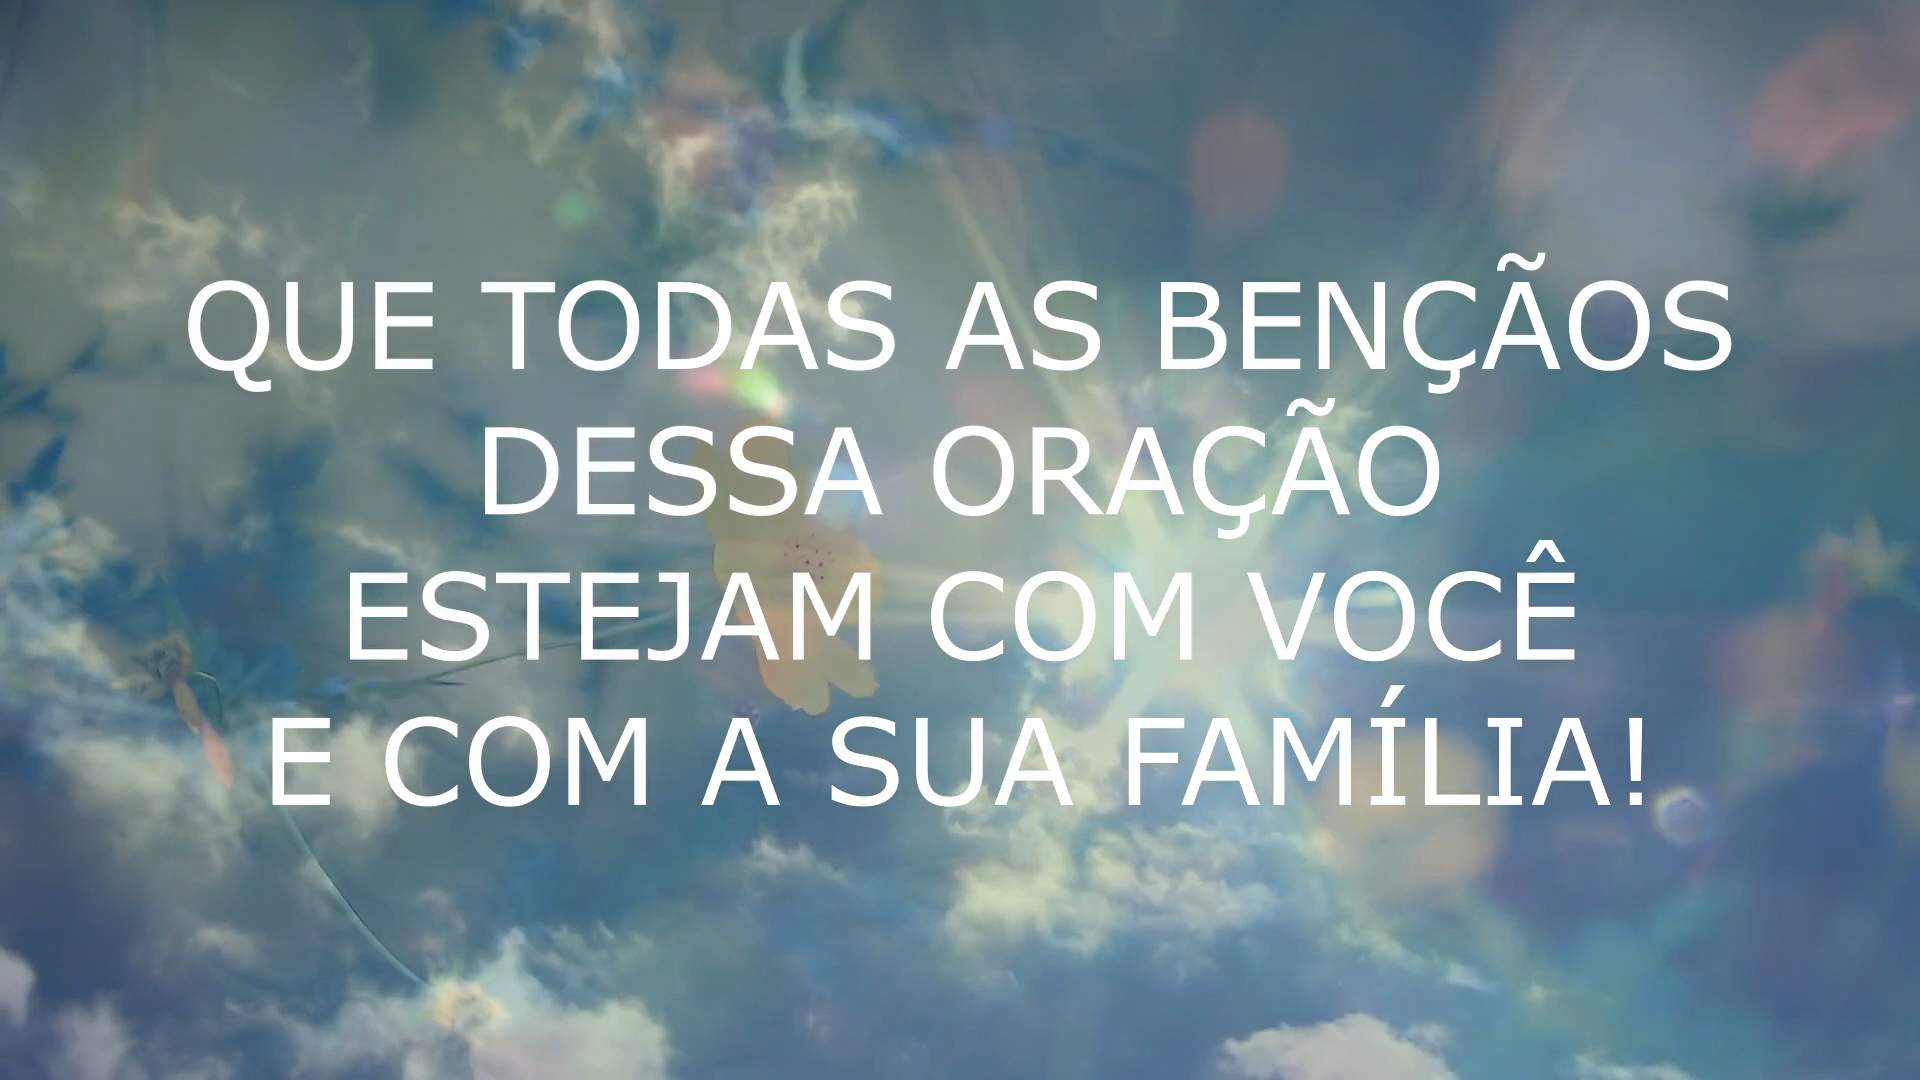 QUE TODAS AS BENÇÃOS
DESSA ORAÇÃO
ESTEJAM COM VOCÊ
E COM A SUA FAMÍLIA!